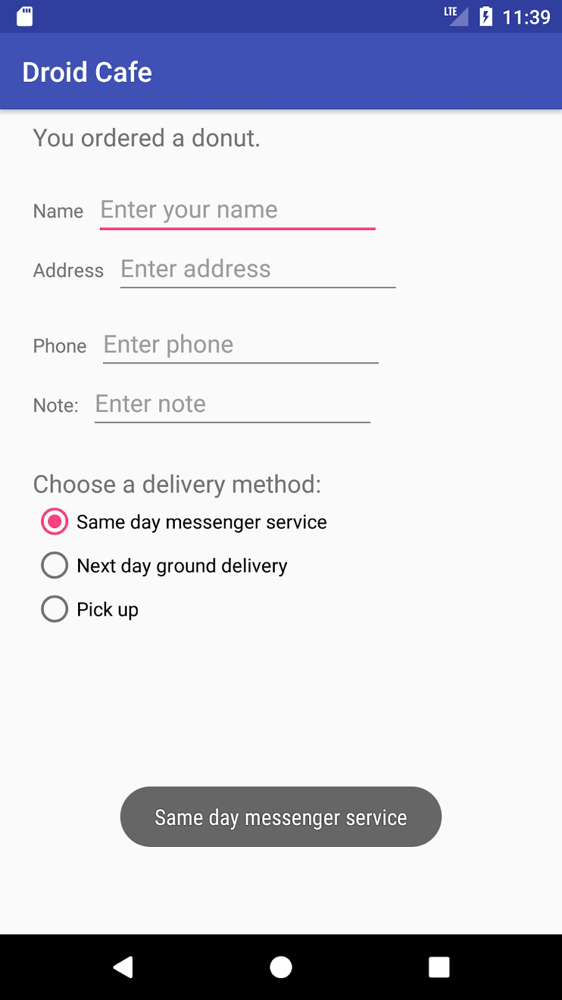 LTE 11:39
Droid Cafe
You ordered a donut.
Name Enter your name
Address Enter address
Phone Enter phone
Note: Enter note
Choose a delivery method:
Same day messenger service
Next day ground delivery
Pick up
Same day messenger service